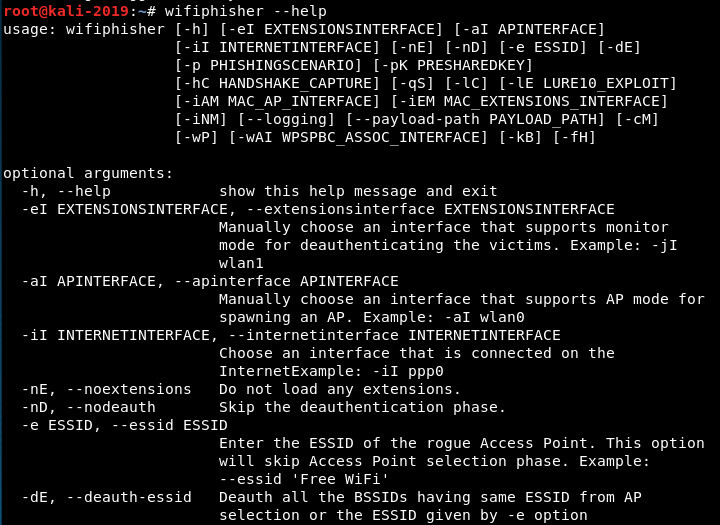 root@kali-2019:~# wifiphisher --help
usage: wifiphisher [-h] [-eI EXTENSIONSINTERFACE] [-aI APINTERFACE]
[-iI INTERNETINTERFACE] [-nE] [-nD] [-e ESSID] [-dE]
[-p PHISHINGSCENARIO] [-pK PRESHAREDKEY]
[-hC HANDSHAKE_CAPTURE] [-qS] [-lC] [-lE LURE10_EXPLOIT]
[-iAM MAC_AP_INTERFACE] [-iEM MAC_EXTENSIONS_INTERFACE]
[-iNM] [--logging] [--payload-path PAYLOAD_PATH] [-cM]
[-wP] [-wAI WPSPBC_ASSOC_INTERFACE] [-kB] [-fH]
optional arguments:
-h, --help show this help message and exit
-eI EXTENSIONSINTERFACE, --extensionsinterface EXTENSIONSINTERFACE
Manually choose an interface that supports monitor
mode for deauthenticating the victims. Example: -jI
wlan1
-aI APINTERFACE, --apinterface APINTERFACE
Manually choose an interface that supports AP mode for
spawning an AP. Example: -aI wlan0
-iI INTERNETINTERFACE, --internetinterface INTERNETINTERFACE
Choose an interface that is connected on the
InternetExample: -iI ppp0
-nE, --noextensions Do not load any extensions.
-nD, --nodeauth Skip the deauthentication phase.
-e ESSID, --essid ESSID
Enter the ESSID of the rogue Access Point. This option
will skip Access Point selection phase. Example:
--essid 'Free WiFi'
-dE, --deauth-essid Deauth all the BSSIDs having same ESSID from AP
selection or the ESSID given by -e option